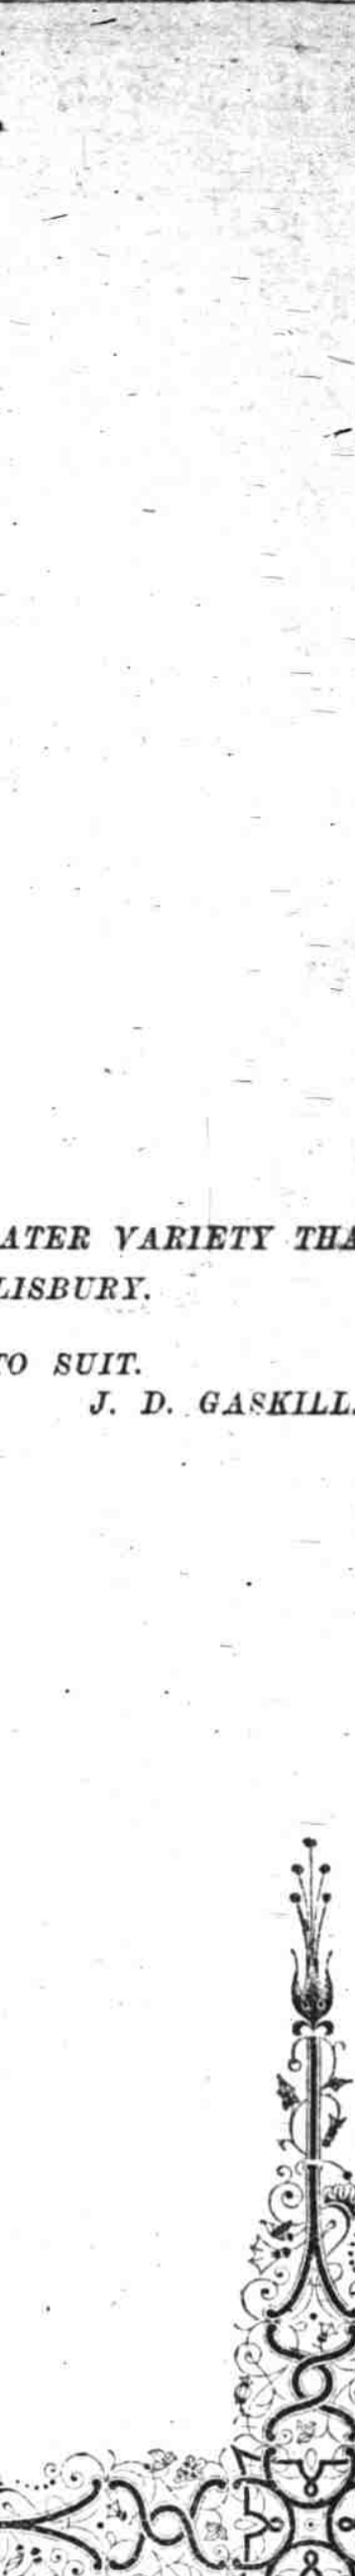 ATER VARIETY THA
LISBURY.
TO SUIT.
J. D. GASKILL.